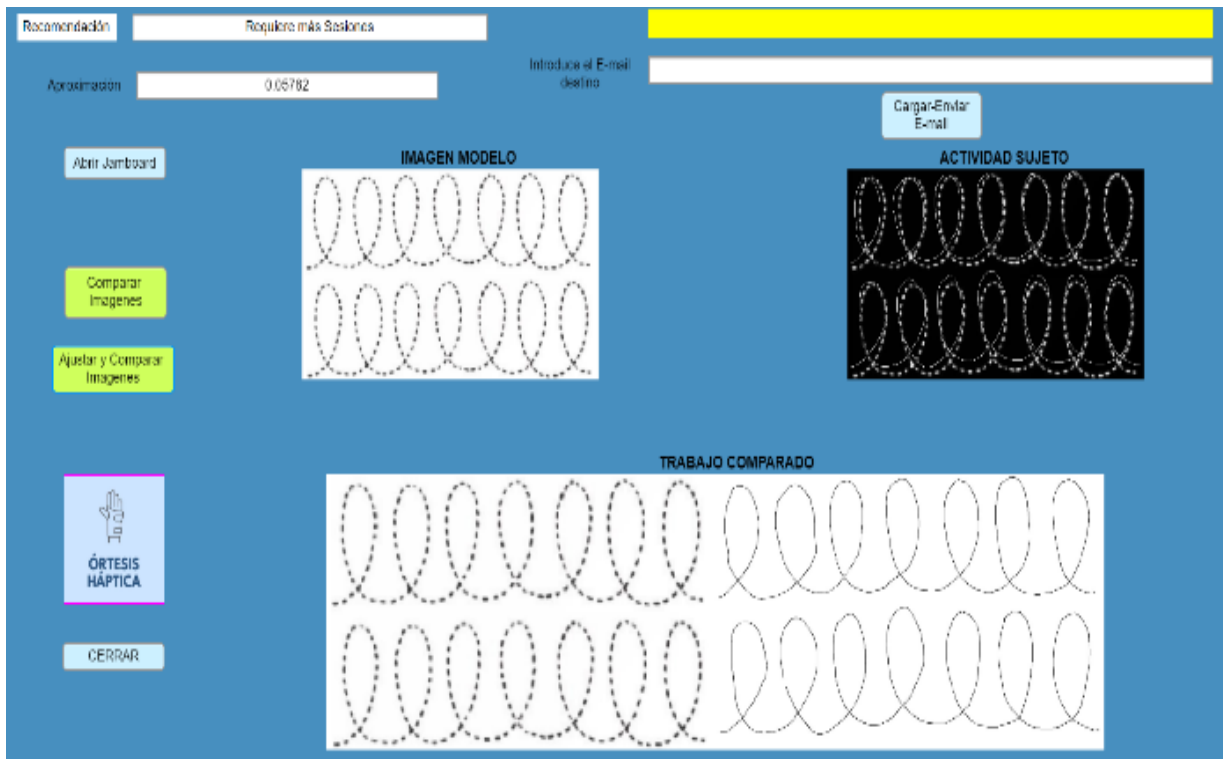 Recomendación
Requiere más Sesiones
Aproximación
0.05782
Introduce el E-mail
destino
Cargar-Enviar
E-mail
Abrir Jamboard
IMAGEN MODELO
ACTIVIDAD SUJETO
Comparar
Imagenes
Ajustar y Comparar
Imagenes
TRABAJO COMPARADO
ÓRTESIS
HÁPTICA
CERRAR